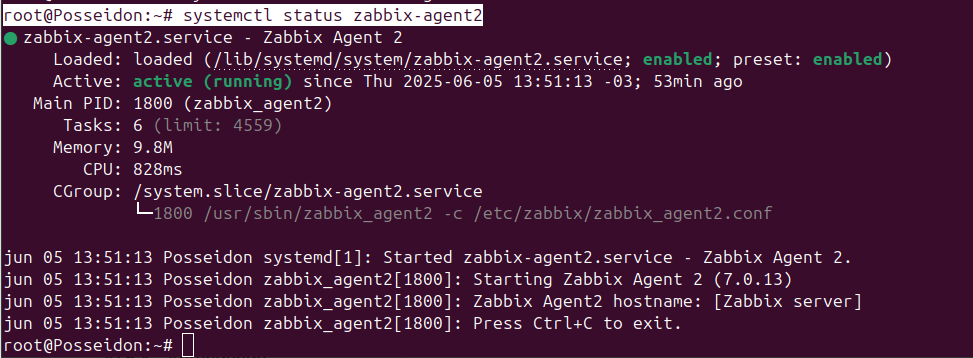 root@Posseidon:~# systemctl status zabbix-agent2
● zabbix-agent2.service - Zabbix Agent 2
     Loaded: loaded (/lib/systemd/system/zabbix-agent2.service; enabled; preset: enabled)
     Active: active (running) since Thu 2025-06-05 13:51:13 -03; 53min ago
   Main PID: 1800 (zabbix_agent2)
      Tasks: 6 (limit: 4559)
     Memory: 9.8M
        CPU: 828ms
     CGroup: /system.slice/zabbix-agent2.service
             └─1800 /usr/sbin/zabbix_agent2 -c /etc/zabbix/zabbix_agent2.conf
jun 05 13:51:13 Posseidon systemd[1]: Started zabbix-agent2.service - Zabbix Agent 2.
jun 05 13:51:13 Posseidon zabbix_agent2[1800]: Starting Zabbix Agent 2 (7.0.13)
jun 05 13:51:13 Posseidon zabbix_agent2[1800]: Zabbix Agent2 hostname: [Zabbix server]
jun 05 13:51:13 Posseidon zabbix_agent2[1800]: Press Ctrl+C to exit.
root@Posseidon:~#